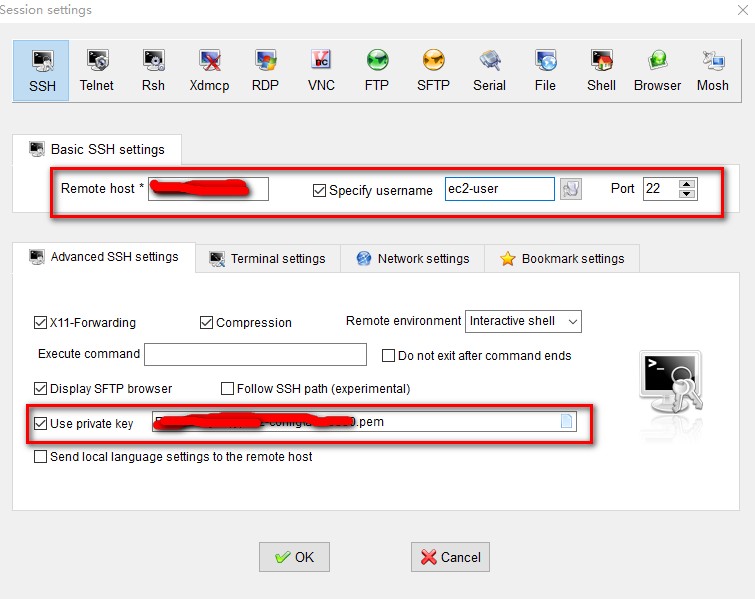 Session settings
SSH Telnet Rsh Xdmcp RDP VNC FTP SFTP Serial File Shell Browser Mosh
Basic SSH settings
Remote host * Specify username ec2-user Port 22
Advanced SSH settings Terminal settings Network settings Bookmark settings
X11-Forwarding Compression Remote environment Interactive shell
Execute command Do not exit after command ends
Display SFTP browser Follow SSH path (experimental)
Use private key .pem
Send local language settings to the remote host
OK Cancel